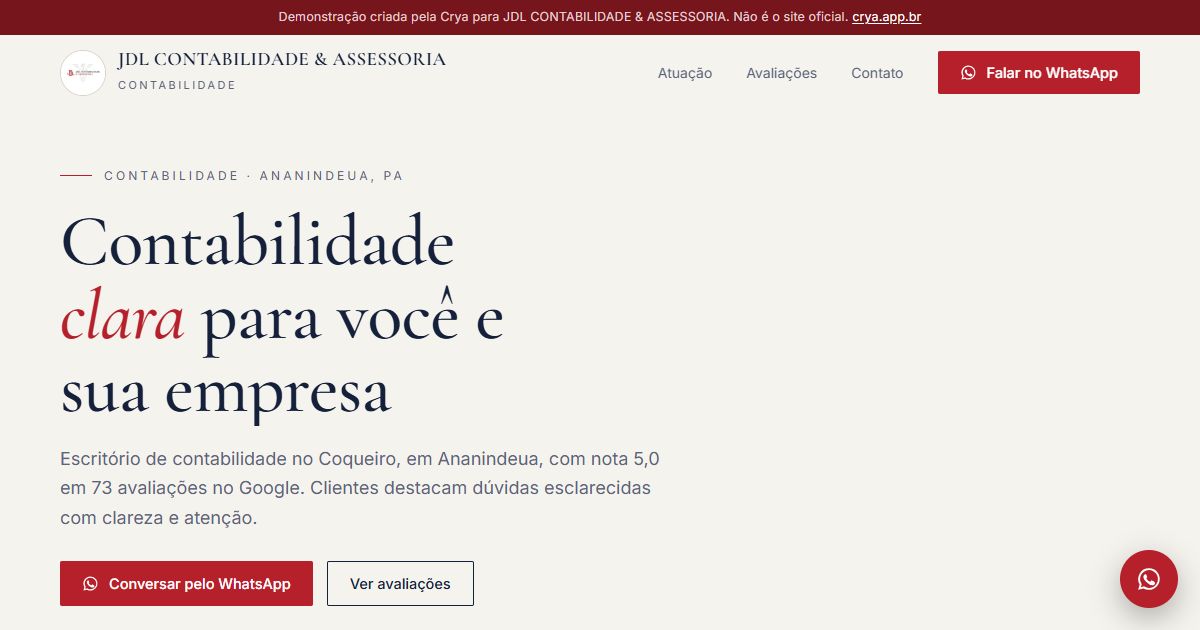 Demonstração criada pela Crya para JDL CONTABILIDADE & ASSESSORIA. Não é o site oficial. crya.app.br
JDL CONTABILIDADE & ASSESSORIA
CONTABILIDADE
Atuação
Avaliações
Contato
Falar no WhatsApp
CONTABILIDADE · ANANINDEUA, PA
Contabilidade
clara para você e
sua empresa
Escritório de contabilidade no Coqueiro, em Ananindeua, com nota 5,0
em 73 avaliações no Google. Clientes destacam dúvidas esclarecidas
com clareza e atenção.
Conversar pelo WhatsApp
Ver avaliações